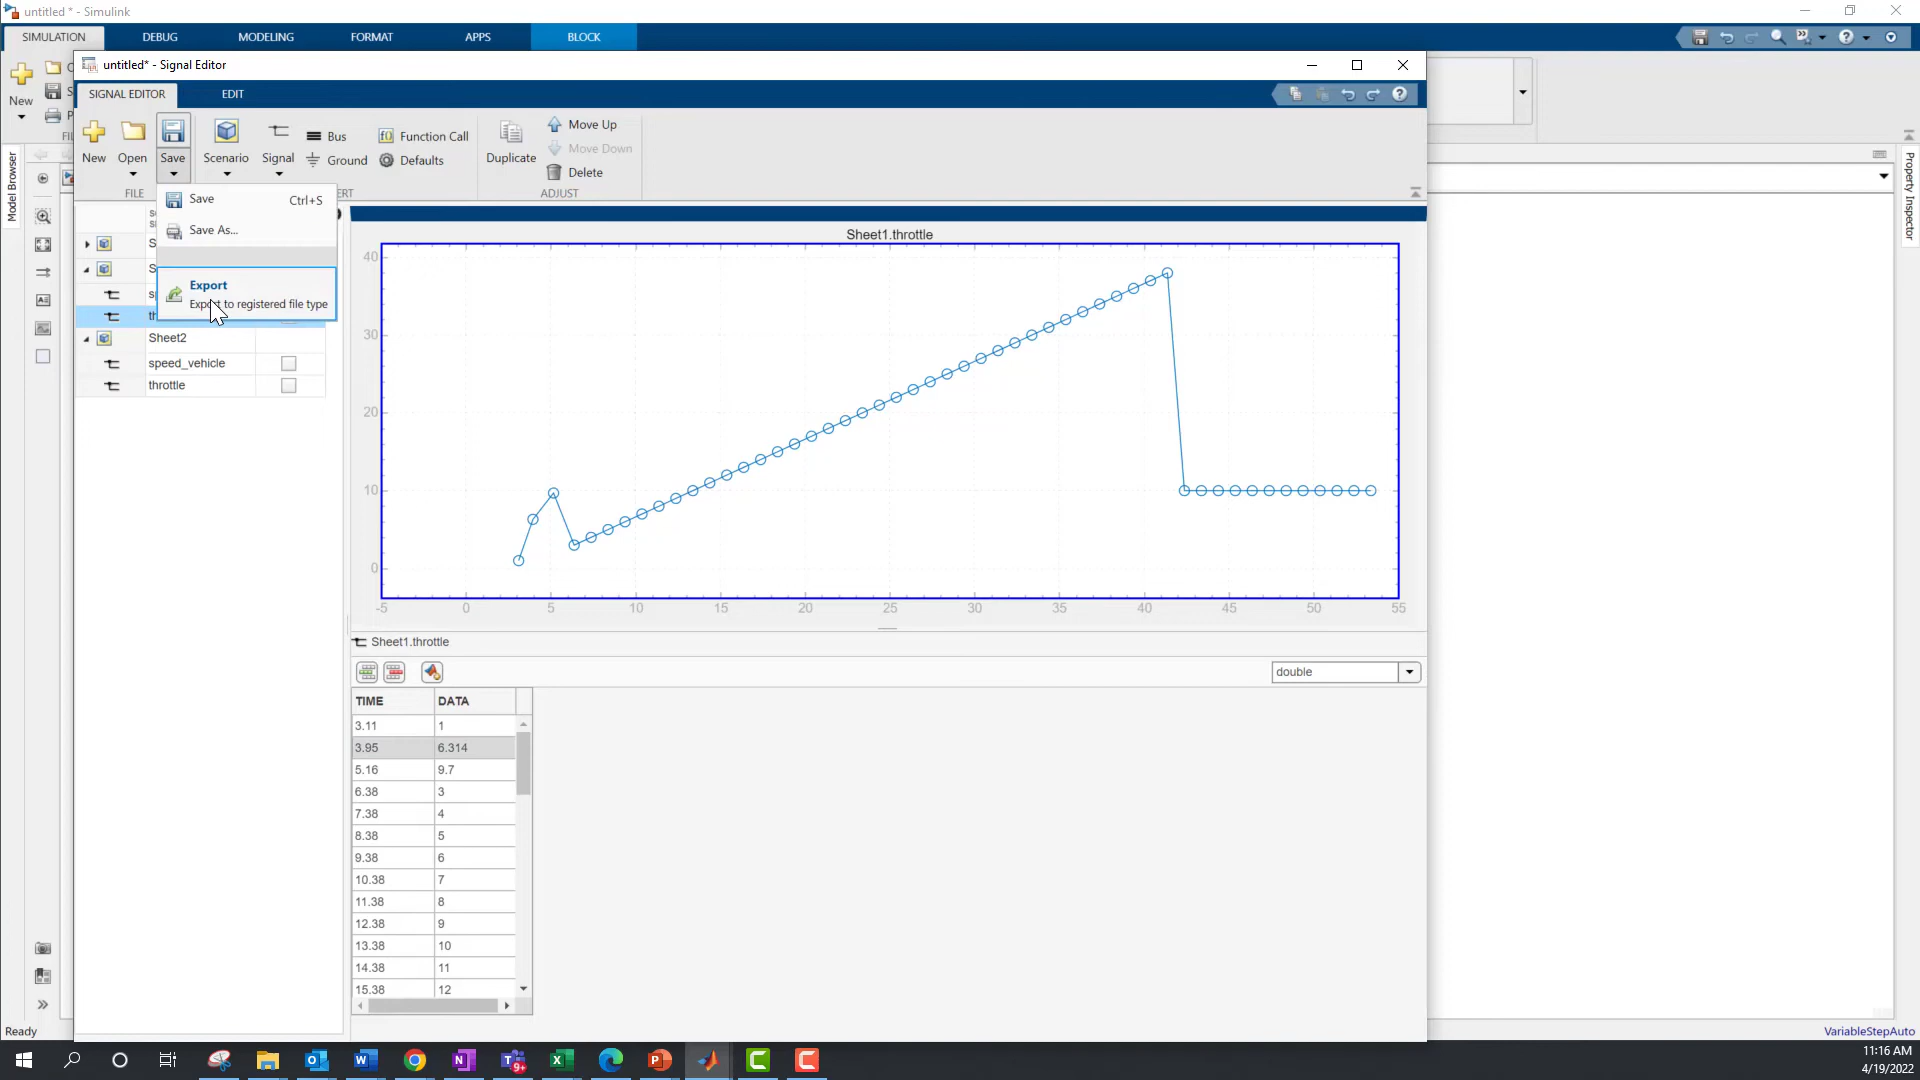 untitled * - Simulink
SIMULATION DEBUG MODELING FORMAT APPS BLOCK
untitled* - Signal Editor
SIGNAL EDITOR EDIT
New
New Open Save Scenario Signal Bus Ground Function Call Defaults Duplicate Move Up Move Down Delete
FILE ADJUST
Save Ctrl+S
Save As...
Export
Export to registered file type
Sheet2
speed_vehicle
throttle
Sheet1.throttle
40
30
20
10
0
-5 0 5 10 15 20 25 30 35 40 45 50 55
Sheet1.throttle
double
TIME DATA
3.11 1
3.95 6.314
5.16 9.7
6.38 3
7.38 4
8.38 5
9.38 6
10.38 7
11.38 8
12.38 9
13.38 10
14.38 11
15.38 12
Model Browser
Property Inspector
Ready
VariableStepAuto
11:16 AM
4/19/2022